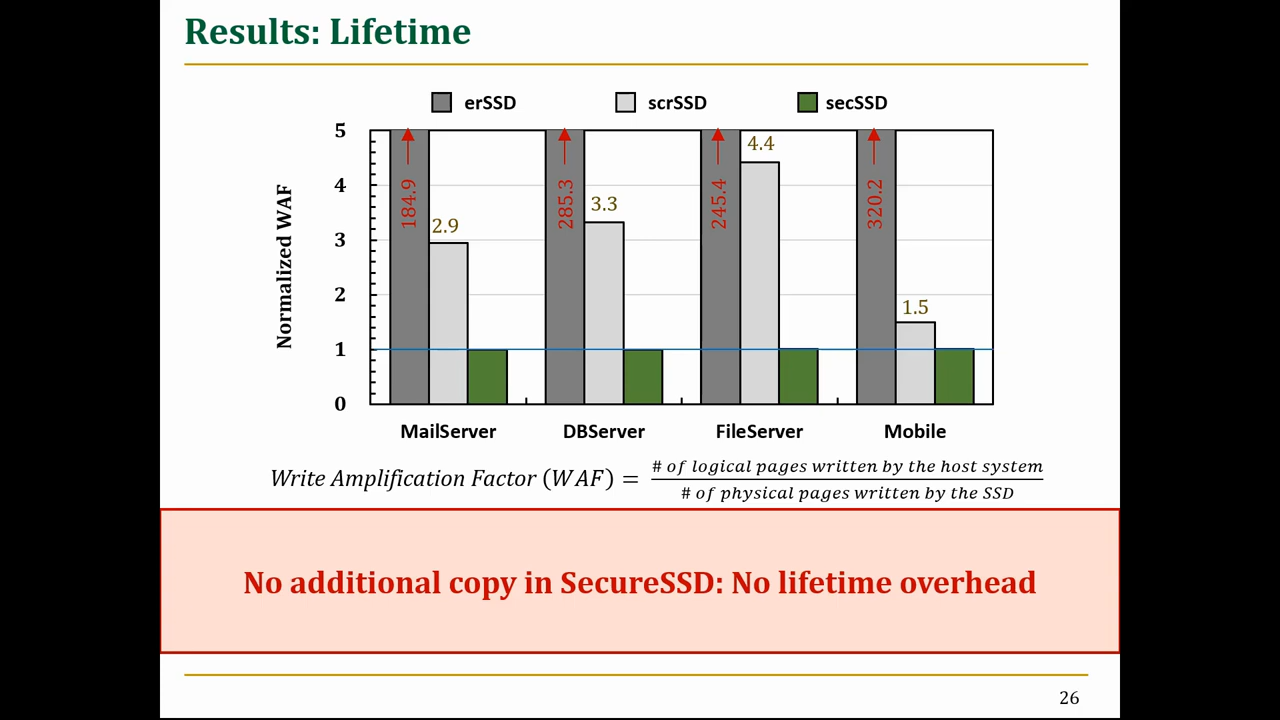 Results: Lifetime
erSSD scrSSD secSSD
Normalized WAF
5
4
3
2
1
0
184.9
2.9
285.3
3.3
245.4
4.4
320.2
1.5
MailServer DBServer FileServer Mobile
Write Amplification Factor (WAF) = # of logical pages written by the host system
# of physical pages written by the SSD
No additional copy in SecureSSD: No lifetime overhead
26